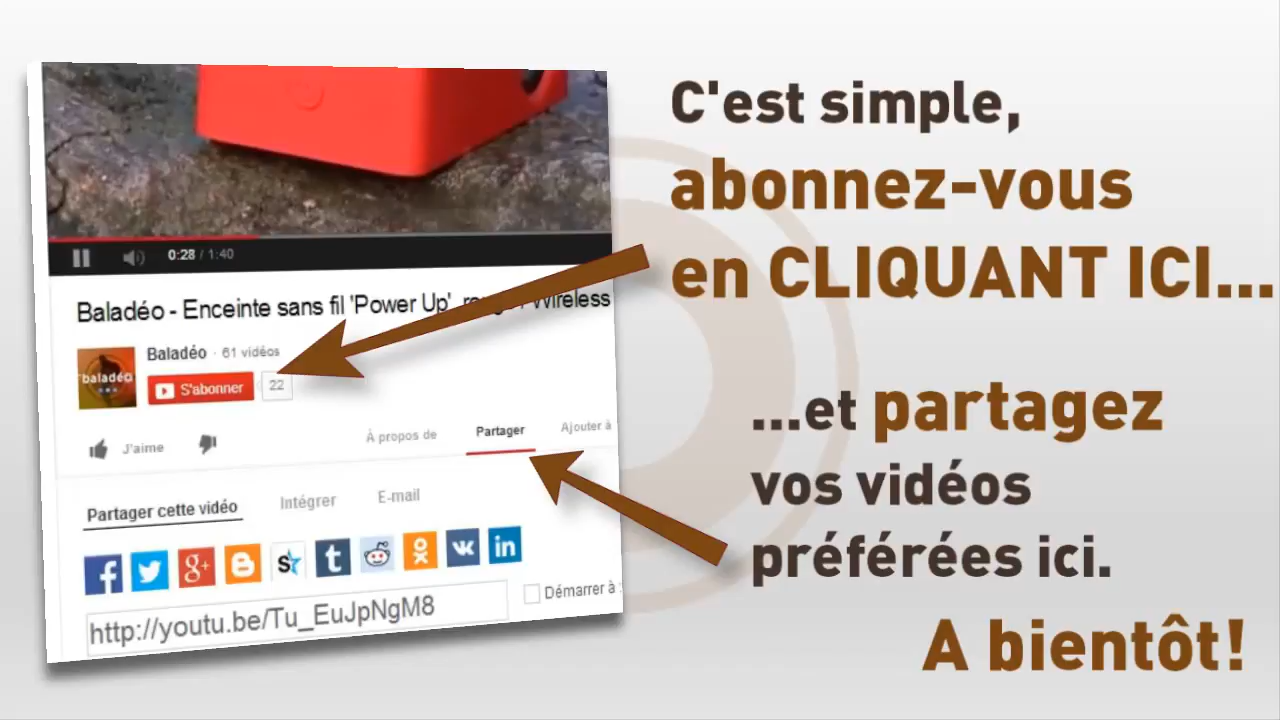 C'est simple,
abonnez-vous
en CLIQUANT ICI...
...et partagez
vos vidéos
préférées ici.
A bientôt!
0:28 / 1:40
Baladéo - Enceinte sans fil 'Power Up', Wireless
baladéo
Baladéo · 61 vidéos
S'abonner 22
J'aime
À propos de Partager Ajouter à
Partager cette vidéo Intégrer E-mail
http://youtu.be/Tu_EuJpNgM8
Démarrer à :